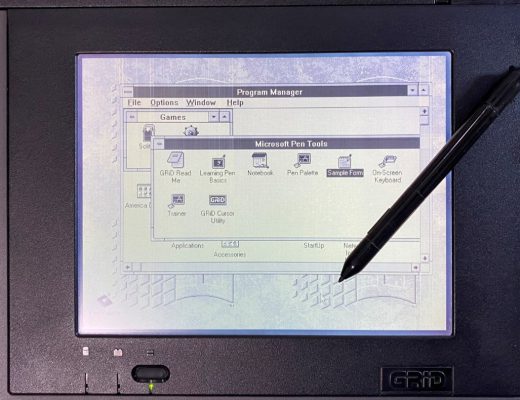 Program Manager
File Options Window Help
Games
Microsoft Pen Tools
GRiD Read Me
Learning Pen Basics
Notebook
Pen Palette
Sample Form
On-Screen Keyboard
Trainer
GRiD Cursor Utility
America
Applications
Accessories
StartUp
GRiD